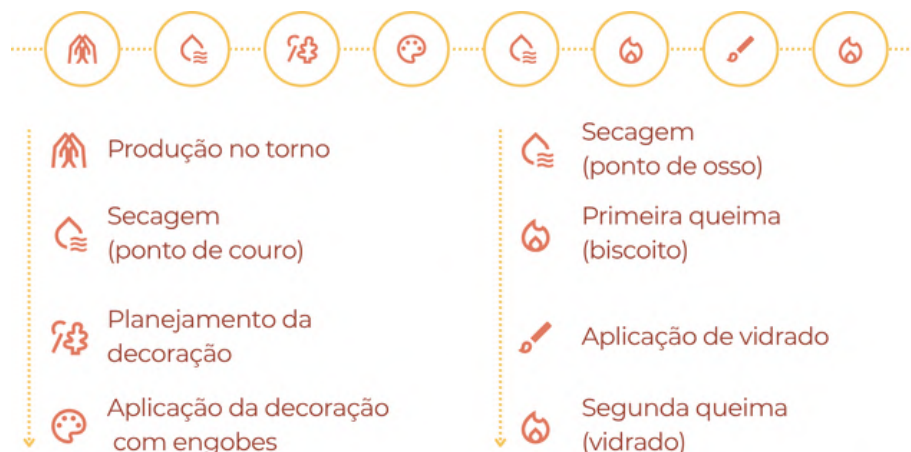 Produção no torno
Secagem
(ponto de couro)
Planejamento da
decoração
Aplicação da decoração
com engobes
Secagem
(ponto de osso)
Primeira queima
(biscoito)
Aplicação de vidrado
Segunda queima
(vidrado)